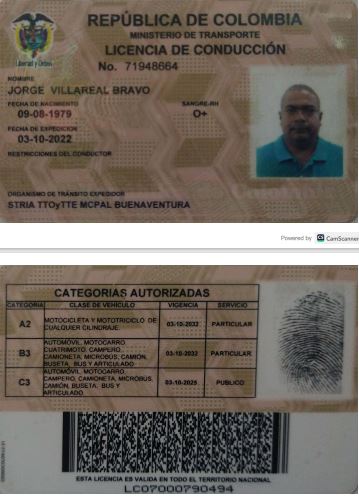 REPÚBLICA DE COLOMBIA
MINISTERIO DE TRANSPORTE
LICENCIA DE CONDUCCIÓN
Libertad y Orden
No. 71948664
NOMBRE
JORGE VILLAREAL BRAVO
FECHA DE NACIMIENTO SANGRE-RH
09-08-1979 O+
FECHA DE EXPEDICION
03-10-2022
RESTRICCIONES DEL CONDUCTOR
ORGANISMO DE TRÁNSITO EXPEDIDOR
STRIA TTOyTTE MCPAL BUENAVENTURA
Powered by CamScanner
CATEGORIAS AUTORIZADAS
CATEGORIA CLASE DE VEHICULO VIGENCIA SERVICIO
A2 MOTOCICLETA Y MOTOTRICICLO DE CUALQUIER CILINDRAJE. 03-10-2032 PARTICULAR
B3 AUTOMÓVIL, MOTOCARRO
CUATRIMOTO, CAMPERO,
CAMIONETA, MICROBUS, CAMIÓN,
BUSETA, BUS Y ARTICULADO 03-10-2032 PARTICULAR
C3 AUTOMÓVIL, MOTOCARRO,
CAMPERO, CAMIONETA, MICROBUS,
CAMIÓN, BUSETA, BUS Y
ARTICULADO 03-10-2025 PUBLICO
ESTA LICENCIA ES VALIDA EN TODO EL TERRITORIO NACIONAL
LC07000790494